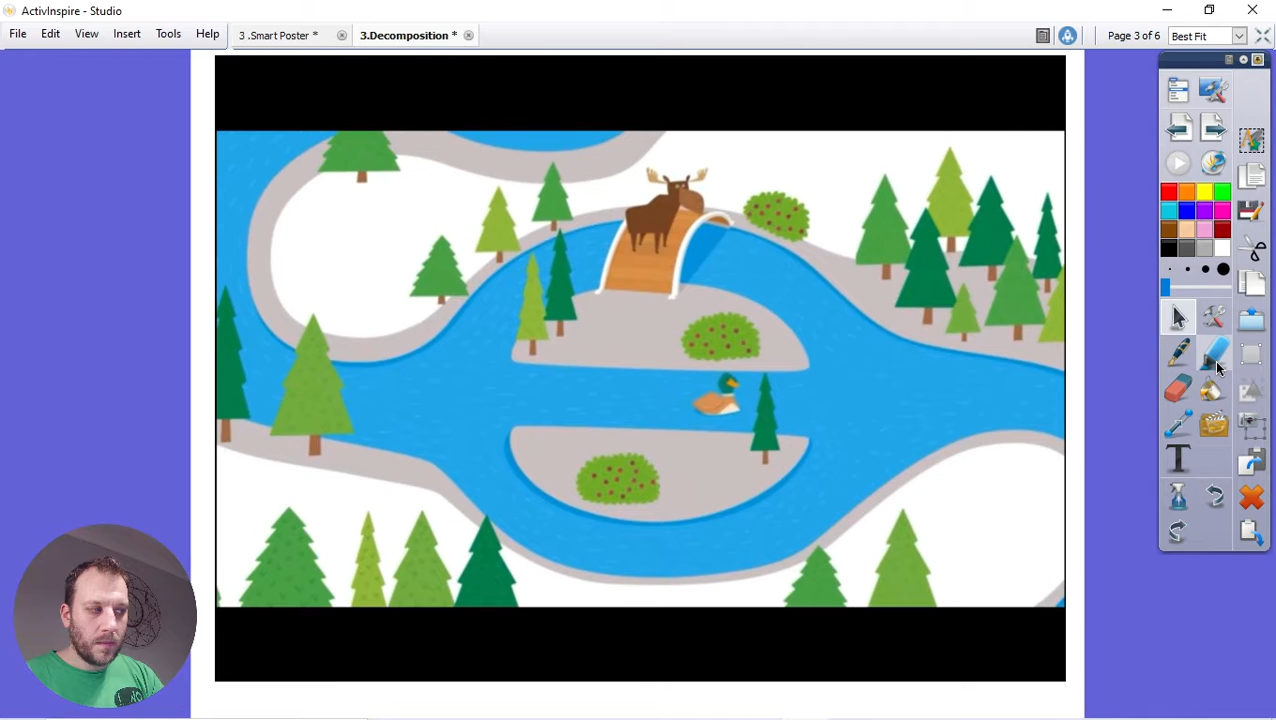 ActivInspire - Studio
File Edit View Insert Tools Help
3 .Smart Poster * 3.Decomposition * Page 3 of 6 Best Fit
T